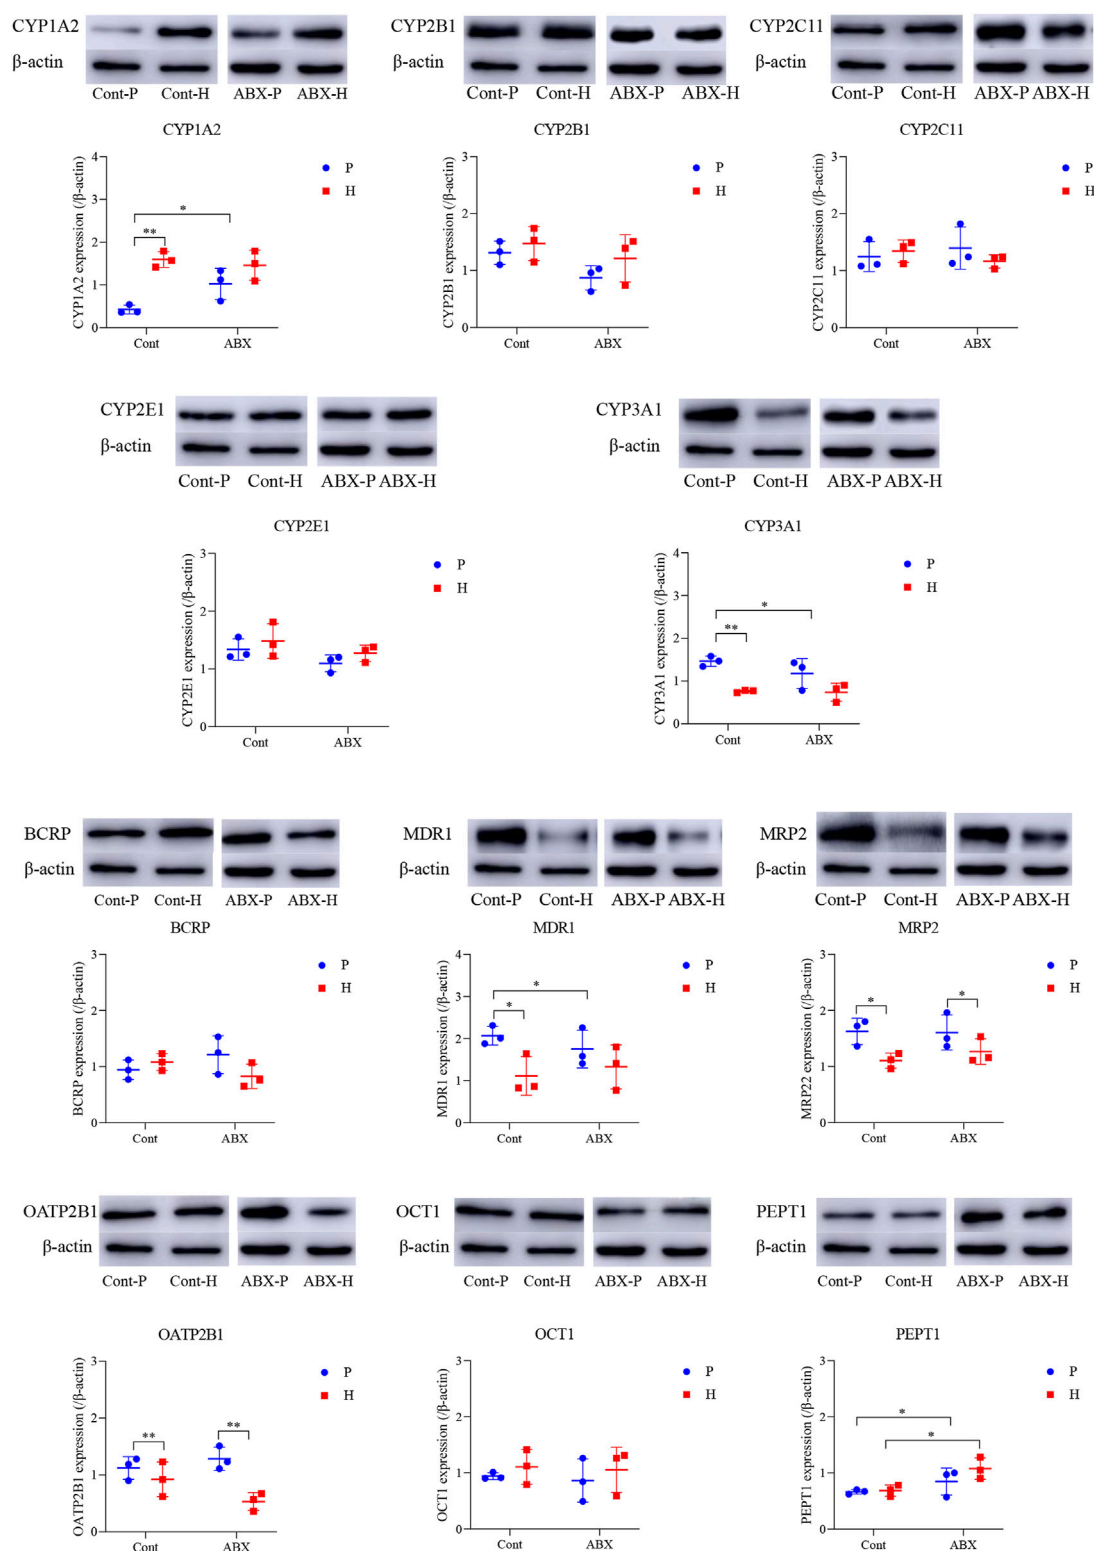 CYP1A2
β-actin
Cont-P Cont-H ABX-P ABX-H
CYP2B1
β-actin
Cont-P Cont-H ABX-P ABX-H
CYP2C11
β-actin
Cont-P Cont-H ABX-P ABX-H
CYP1A2
CYP1A2 expression (/β-actin)
4
3
2
1
0
**
*
Cont ABX
P
H
CYP2B1
CYP2B1 expression (/β-actin)
3
2
1
0
Cont ABX
P
H
CYP2C11
CYP2C11 expression (/β-actin)
3
2
1
0
Cont ABX
P
H
CYP2E1
β-actin
Cont-P Cont-H ABX-P ABX-H
CYP3A1
β-actin
Cont-P Cont-H ABX-P ABX-H
CYP2E1
CYP2E1 expression (/β-actin)
3
2
1
0
Cont ABX
P
H
CYP3A1
CYP3A1 expression (/β-actin)
4
3
2
1
0
*
**
Cont ABX
P
H
BCRP
β-actin
Cont-P Cont-H ABX-P ABX-H
MDR1
β-actin
Cont-P Cont-H ABX-P ABX-H
MRP2
β-actin
Cont-P Cont-H ABX-P ABX-H
BCRP
BCRP expression (/β-actin)
3
2
1
0
Cont ABX
P
H
MDR1
MDR1 expression (/β-actin)
4
3
2
1
0
*
*
Cont ABX
P
H
MRP2
MRP22 expression (/β-actin)
3
2
1
0
* *
Cont ABX
P
H
OATP2B1
β-actin
Cont-P Cont-H ABX-P ABX-H
OCT1
β-actin
Cont-P Cont-H ABX-P ABX-H
PEPT1
β-actin
Cont-P Cont-H ABX-P ABX-H
OATP2B1
OATP2B1 expression (/β-actin)
3
2
1
0
** **
Cont ABX
P
H
OCT1
OCT1 expression (/β-actin)
3
2
1
0
Cont ABX
P
H
PEPT1
PEPT1 expression (/β-actin)
3
2
1
0
*
*
Cont ABX
P
H